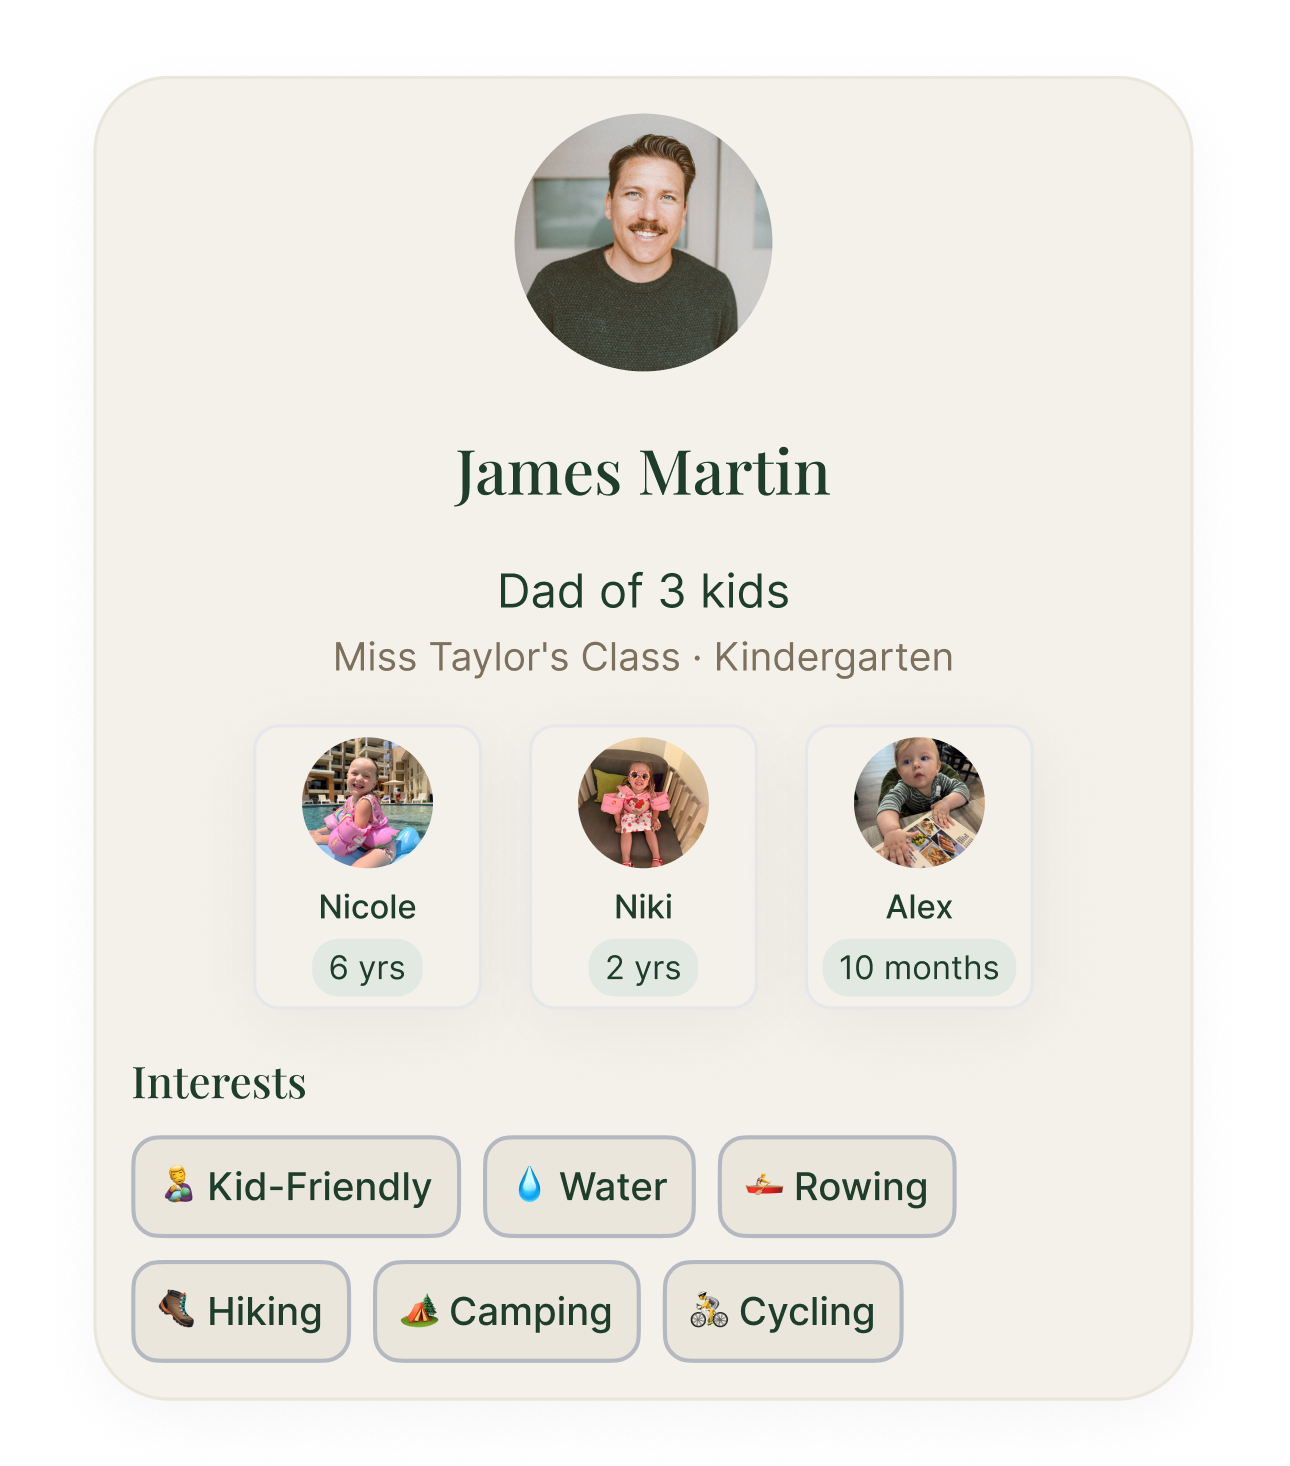 James Martin
Dad of 3 kids
Miss Taylor's Class · Kindergarten
Nicole
6 yrs
Niki
2 yrs
Alex
10 months
Interests
Kid-Friendly
Water
Rowing
Hiking
Camping
Cycling